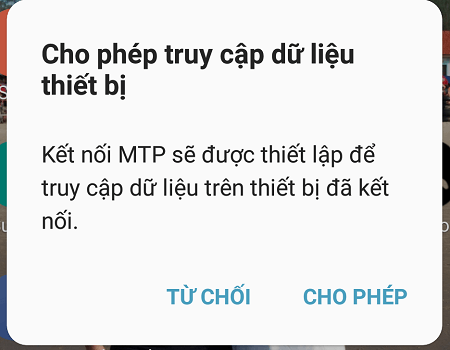 Cho phép truy cập dữ liệu
thiết bị
Kết nối MTP sẽ được thiết lập để
truy cập dữ liệu trên thiết bị đã kết
nối.
TỪ CHỐI
CHO PHÉP